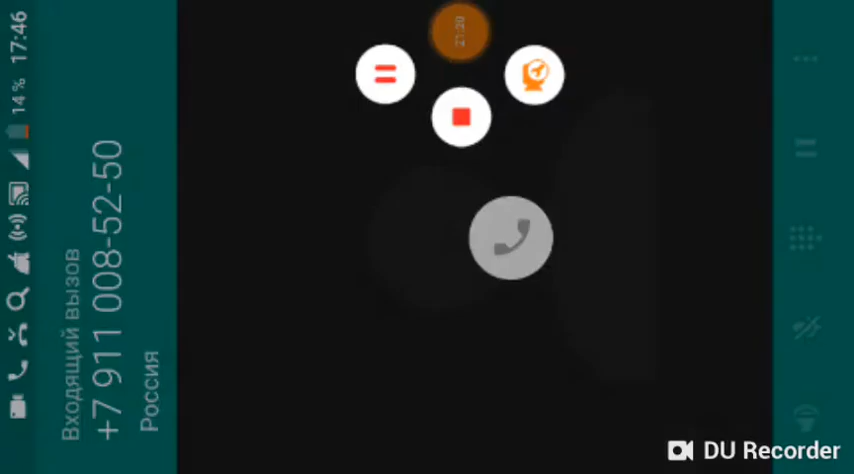 14 % 17:46
Входящий вызов
+7 911 008-52-50
Россия
DU Recorder